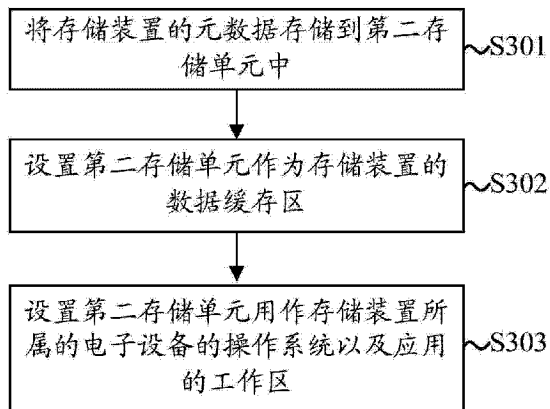 将存储装置的元数据存储到第二存
储单元中
S301
设置第二存储单元作为存储装置的
数据缓存区
S302
设置第二存储单元用作存储装置所
属的电子设备的操作系统以及应用
的工作区
S303